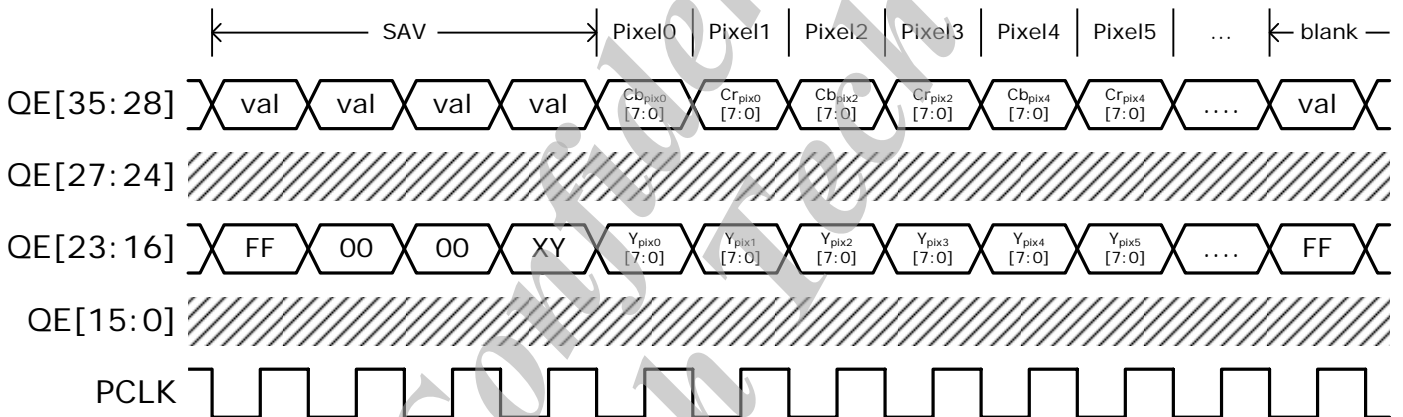 SAV Pixel0 Pixel1 Pixel2 Pixel3 Pixel4 Pixel5 ... blank
QE[35:28] val val val val Cbpix0 [7:0] Crpix0 [7:0] Cbpix2 [7:0] Crpix2 [7:0] Cbpix4 [7:0] Crpix4 [7:0] .... val
QE[27:24]
QE[23:16] FF 00 00 XY Ypix0 [7:0] Ypix1 [7:0] Ypix2 [7:0] Ypix3 [7:0] Ypix4 [7:0] Ypix5 [7:0] .... FF
QE[15:0]
PCLK
Confide
h Tech